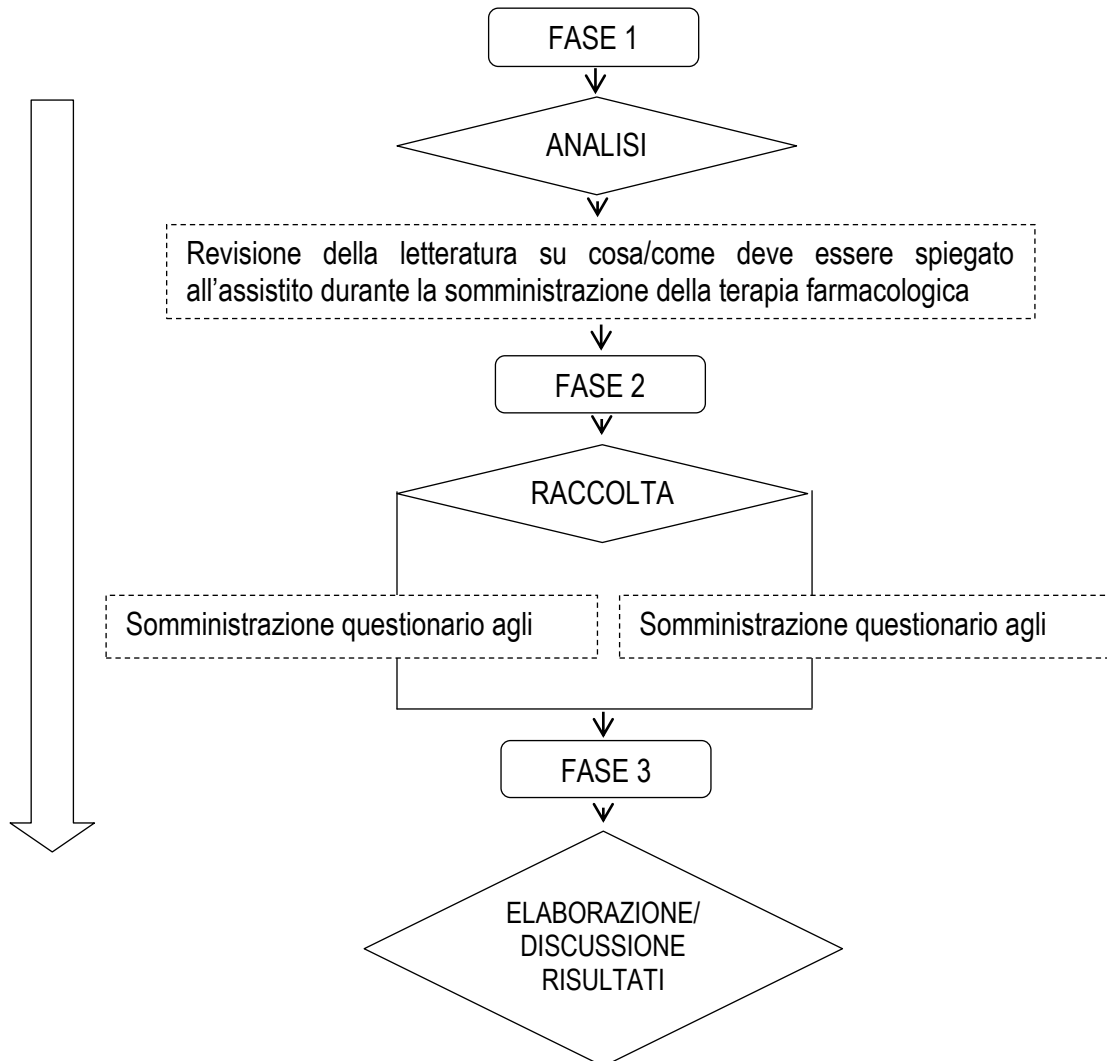 FASE 1
ANALISI
Revisione della letteratura su cosa/come deve essere spiegato
all’assistito durante la somministrazione della terapia farmacologica
FASE 2
RACCOLTA
Somministrazione questionario agli
Somministrazione questionario agli
FASE 3
ELABORAZIONE/
DISCUSSIONE
RISULTATI